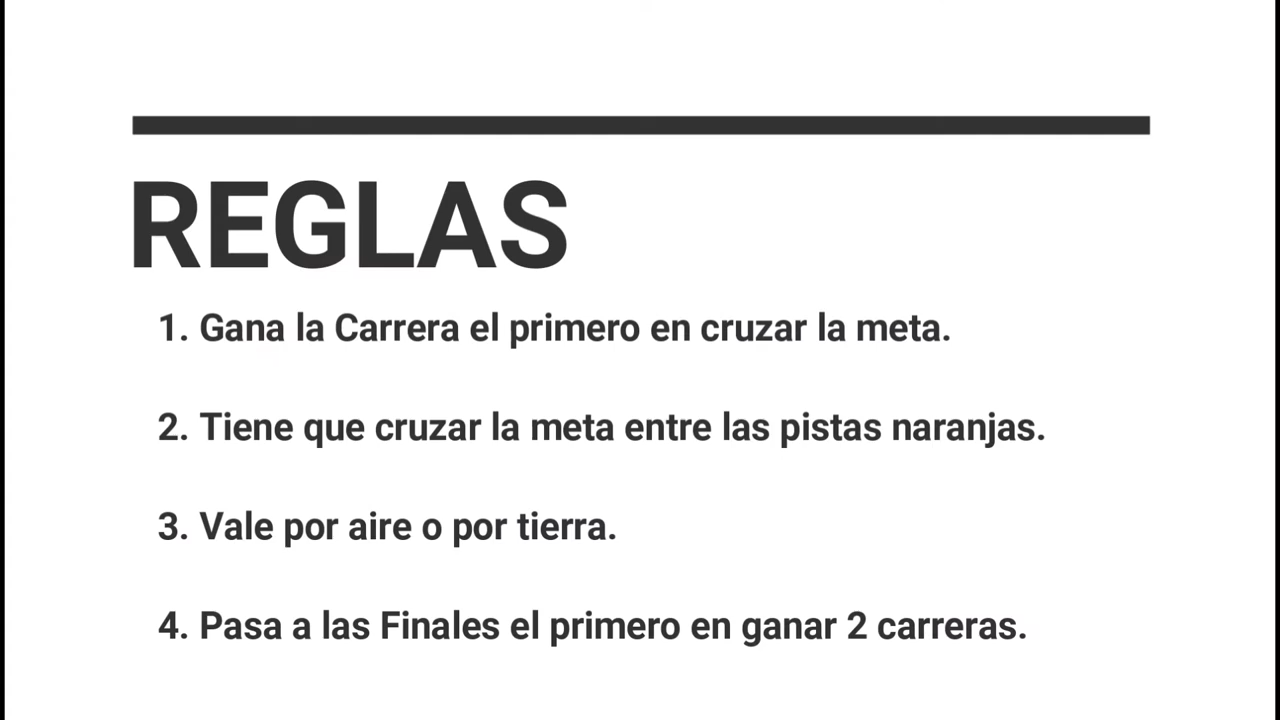 REGLAS
1. Gana la Carrera el primero en cruzar la meta.
2. Tiene que cruzar la meta entre las pistas naranjas.
3. Vale por aire o por tierra.
4. Pasa a las Finales el primero en ganar 2 carreras.